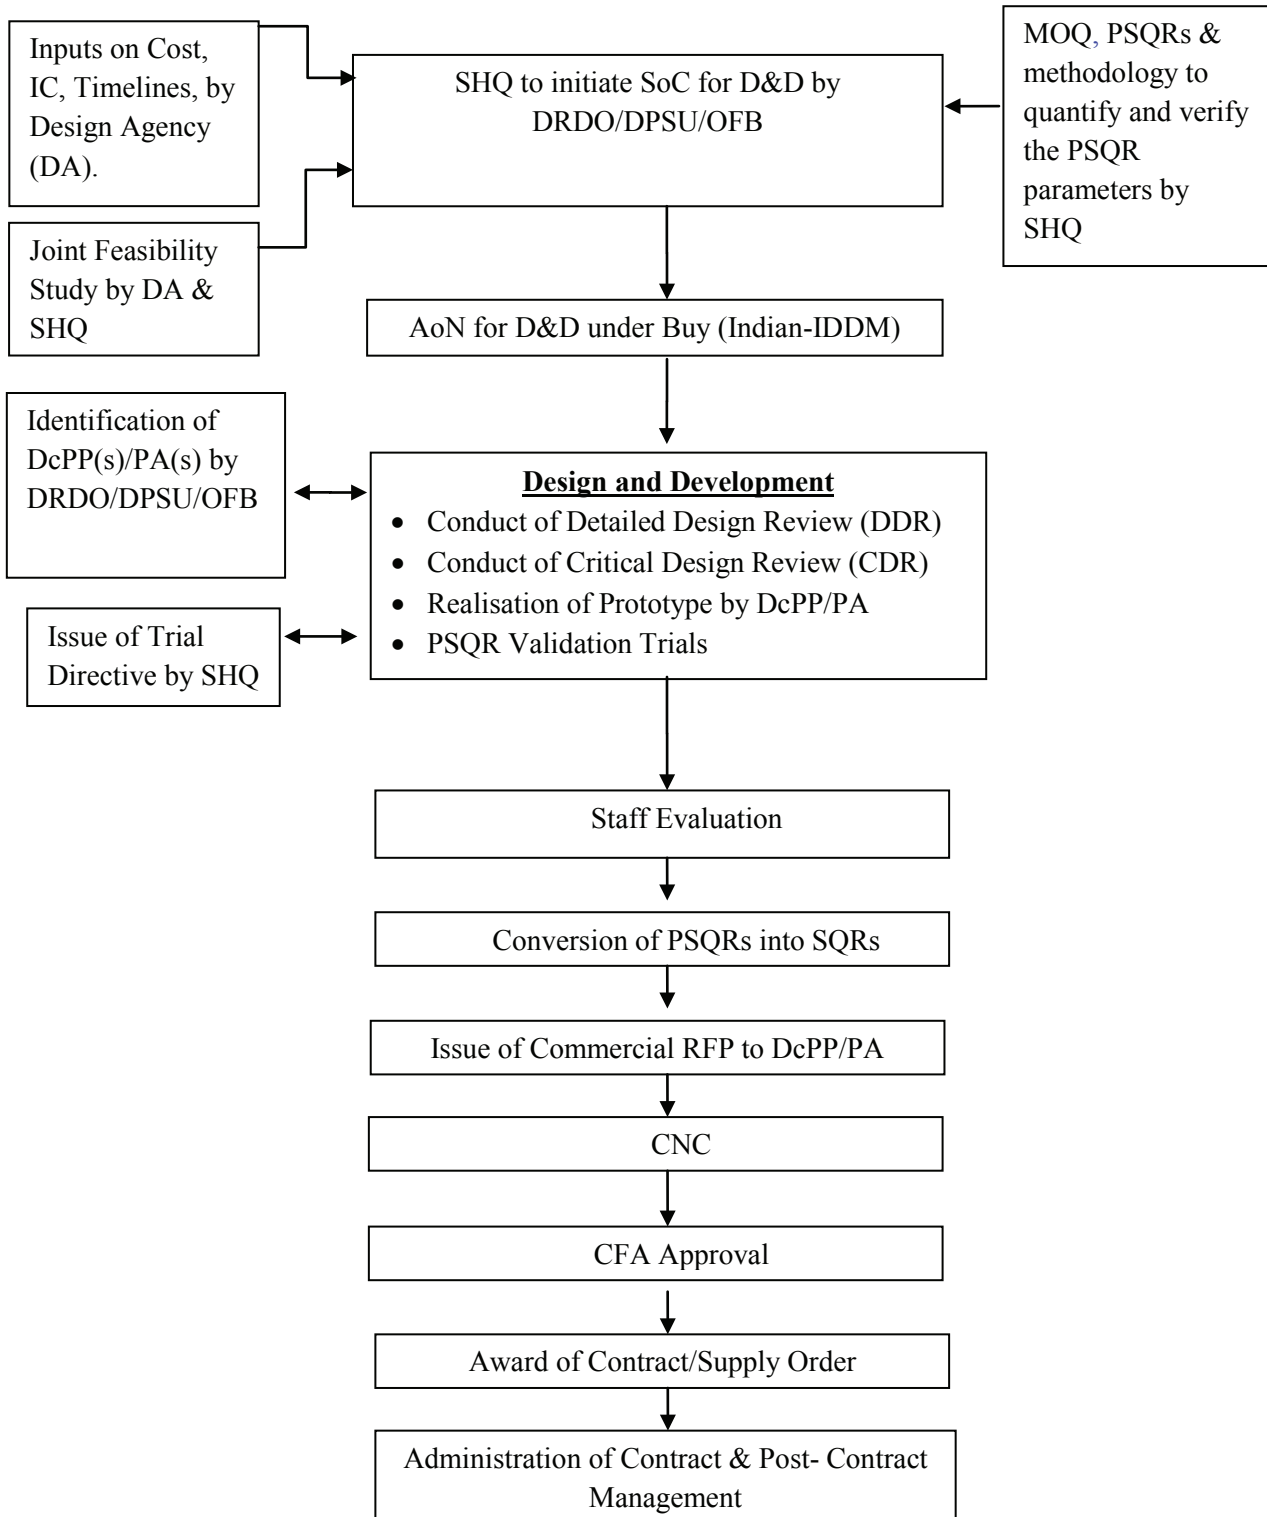 Inputs on Cost,
IC, Timelines, by
Design Agency
(DA).
SHQ to initiate SoC for D&D by
DRDO/DPSU/OFB
MOQ, PSQRs &
methodology to
quantify and verify
the PSQR
parameters by
SHQ
Joint Feasibility
Study by DA &
SHQ
AoN for D&D under Buy (Indian-IDDM)
Identification of
DcPP(s)/PA(s) by
DRDO/DPSU/OFB
Design and Development
• Conduct of Detailed Design Review (DDR)
• Conduct of Critical Design Review (CDR)
• Realisation of Prototype by DcPP/PA
• PSQR Validation Trials
Issue of Trial
Directive by SHQ
Staff Evaluation
Conversion of PSQRs into SQRs
Issue of Commercial RFP to DcPP/PA
CNC
CFA Approval
Award of Contract/Supply Order
Administration of Contract & Post- Contract
Management